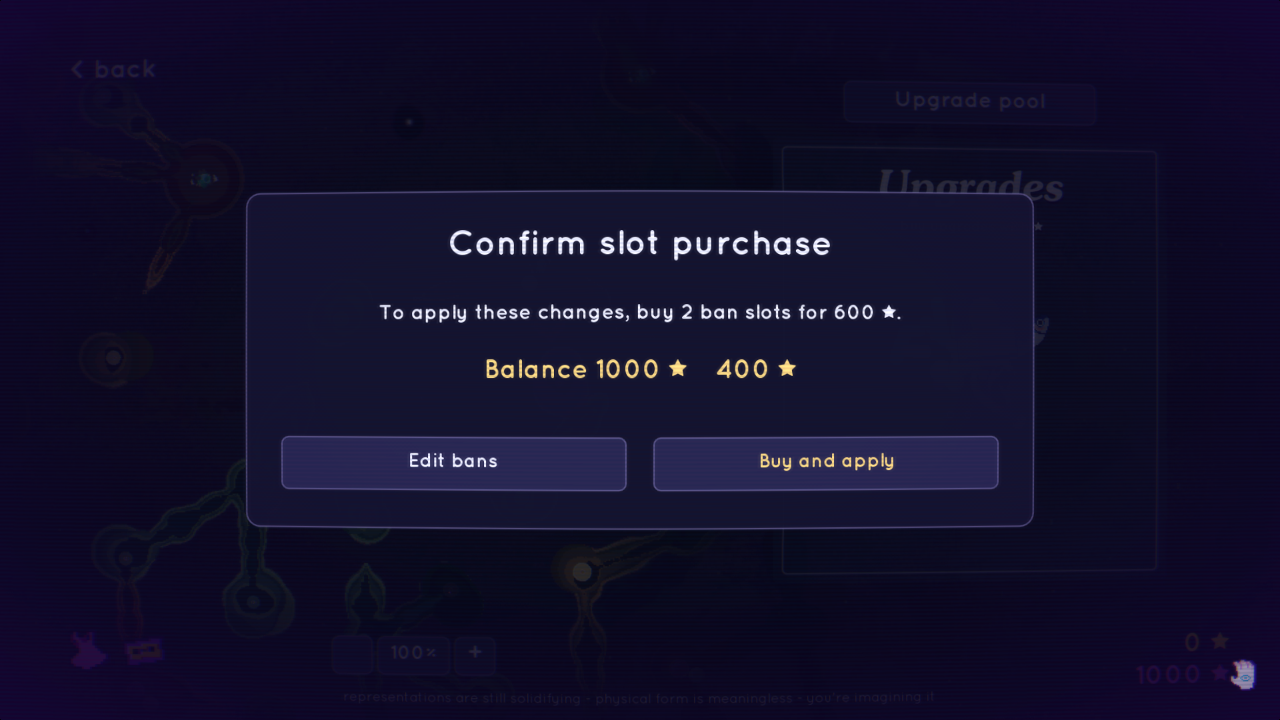 back
Upgrade pool
Upgrades
Confirm slot purchase
To apply these changes, buy 2 ban slots for 600 ★.
Balance 1000 ★ 400 ★
Edit bans
Buy and apply
100%
+
0 ★
1000 ★
representations are still solidifying - physical form is meaningless - you're imagining it